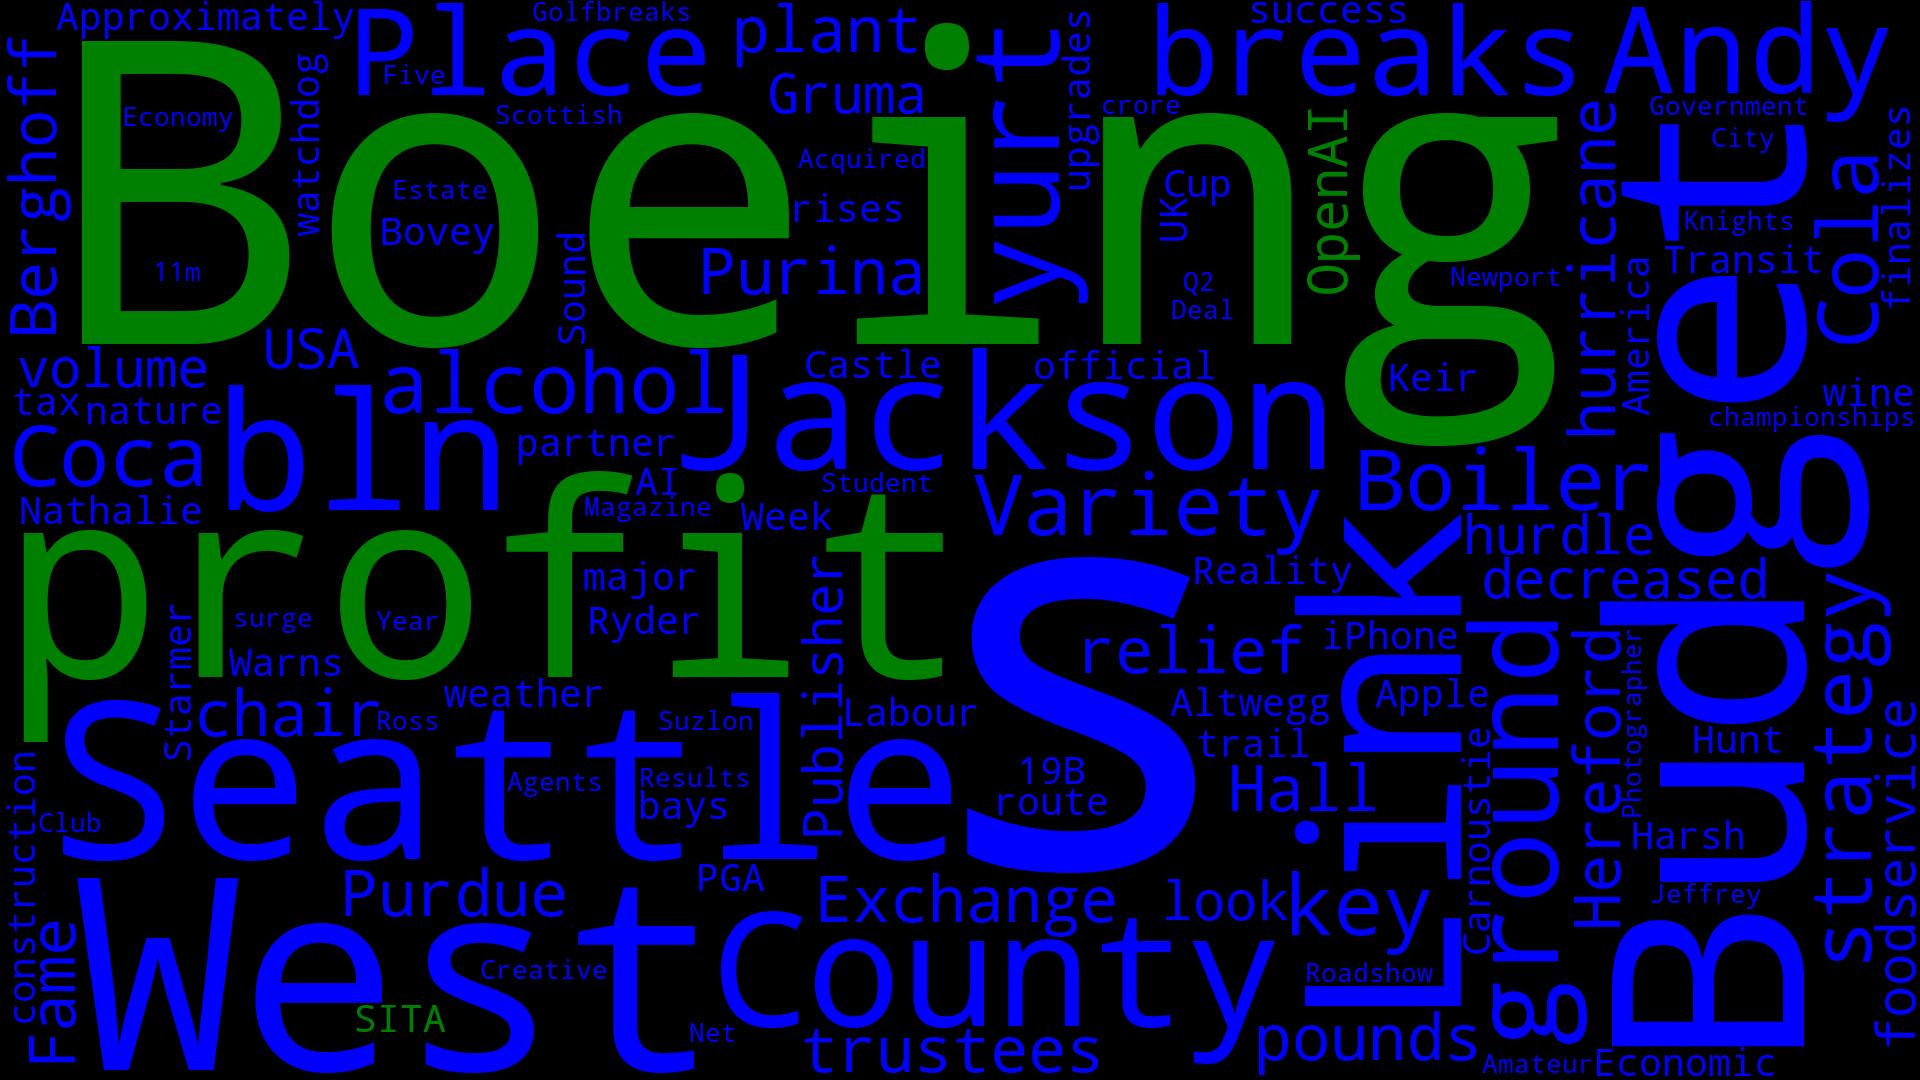 Approximately
Place
Golfbreaks
plant
success
breaks
Andy
Berghoff
Boeing
Economy
watchdog
Five
Scottish
Gruma
yurt
upgrades
crore
OpenAI
hurricane
Government
City
Budget
Cola
finalizes
Acquired
Estate
Bovey
rises
UK
Cup
Knights
11m
Sound
Purina
Q2
Deal
Newport
Transit
America
USA
volume
alcohol
Jackson
Castle
official
Keir
wine
championships
tax
nature
Coca
bln
partner
Variety
Boiler
Nathalie
profit
AI
Magazine
Week
Student
hurdle
decreased
major
Ryder
Publisher
S
Reality
Link
strategy
Starmer
surge
Year
Warns
relief
iPhone
ground
Hereford
Photographer
chair
Ross
weather
Suzlon
Labour
Altwegg
Apple
trail
Hunt
foodservice
construction
Club
Seattle
Agents
Results
bays
19B
route
Hall
Carnoustie
Harsh
Fame
West
Purdue
PGA
Exchange
look
key
Jeffrey
County
Creative
Roadshow
SITA
Net
trustees
pounds
Amateur
Economic